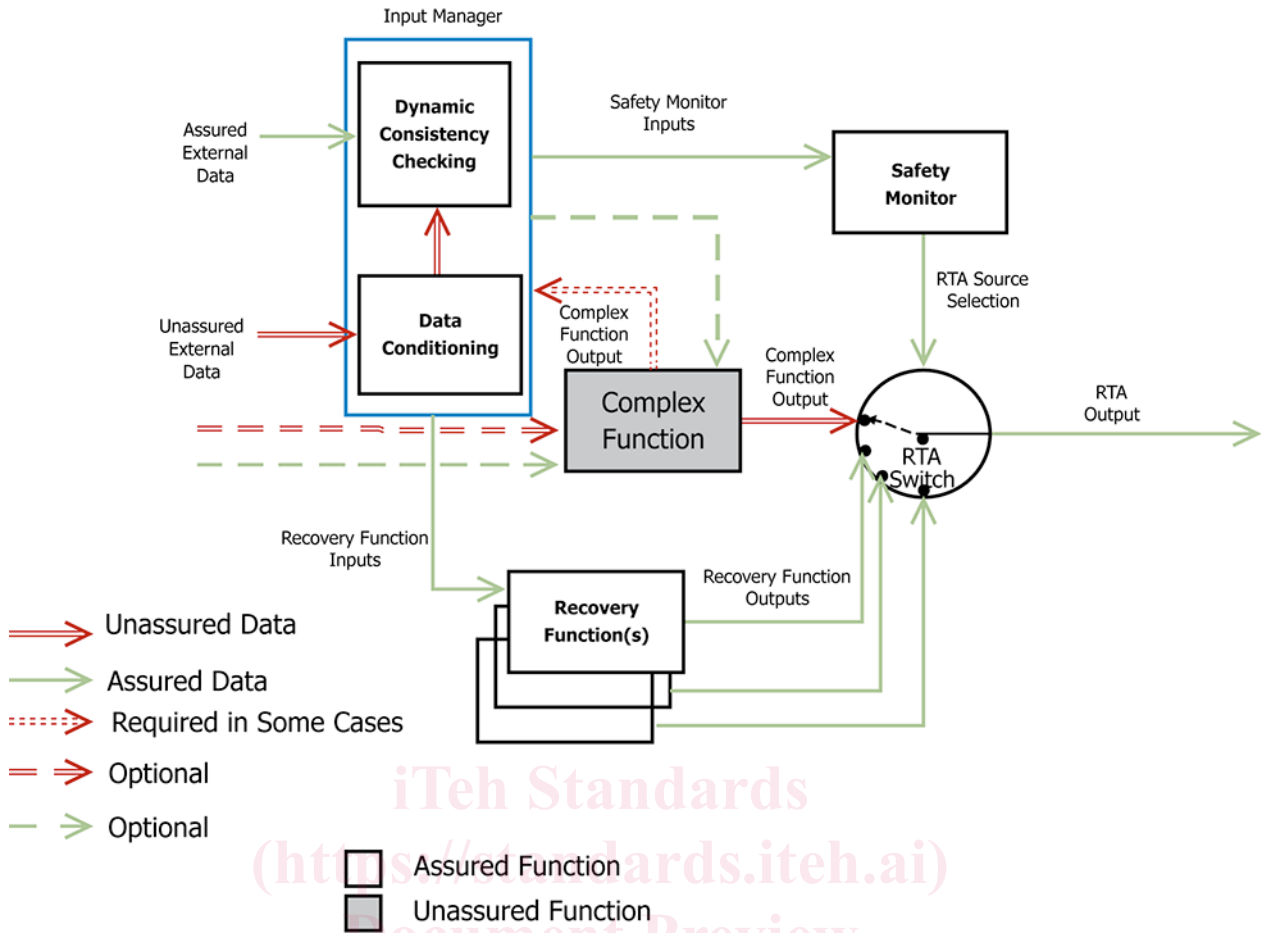 Input Manager
Dynamic
Consistency
Checking
Assured
External
Data
Safety Monitor
Inputs
Safety
Monitor
Data
Conditioning
Unassured
External
Data
Complex
Function
Output
RTA Source
Selection
Complex
Function
Complex
Function
Output
RTA
Switch
RTA
Output
Recovery Function
Inputs
Recovery
Function(s)
Recovery Function
Outputs
Unassured Data
Assured Data
Required in Some Cases
Optional
Optional
iTeh Standards
(https://standards.iteh.ai)
Document Preview
Assured Function
Unassured Function